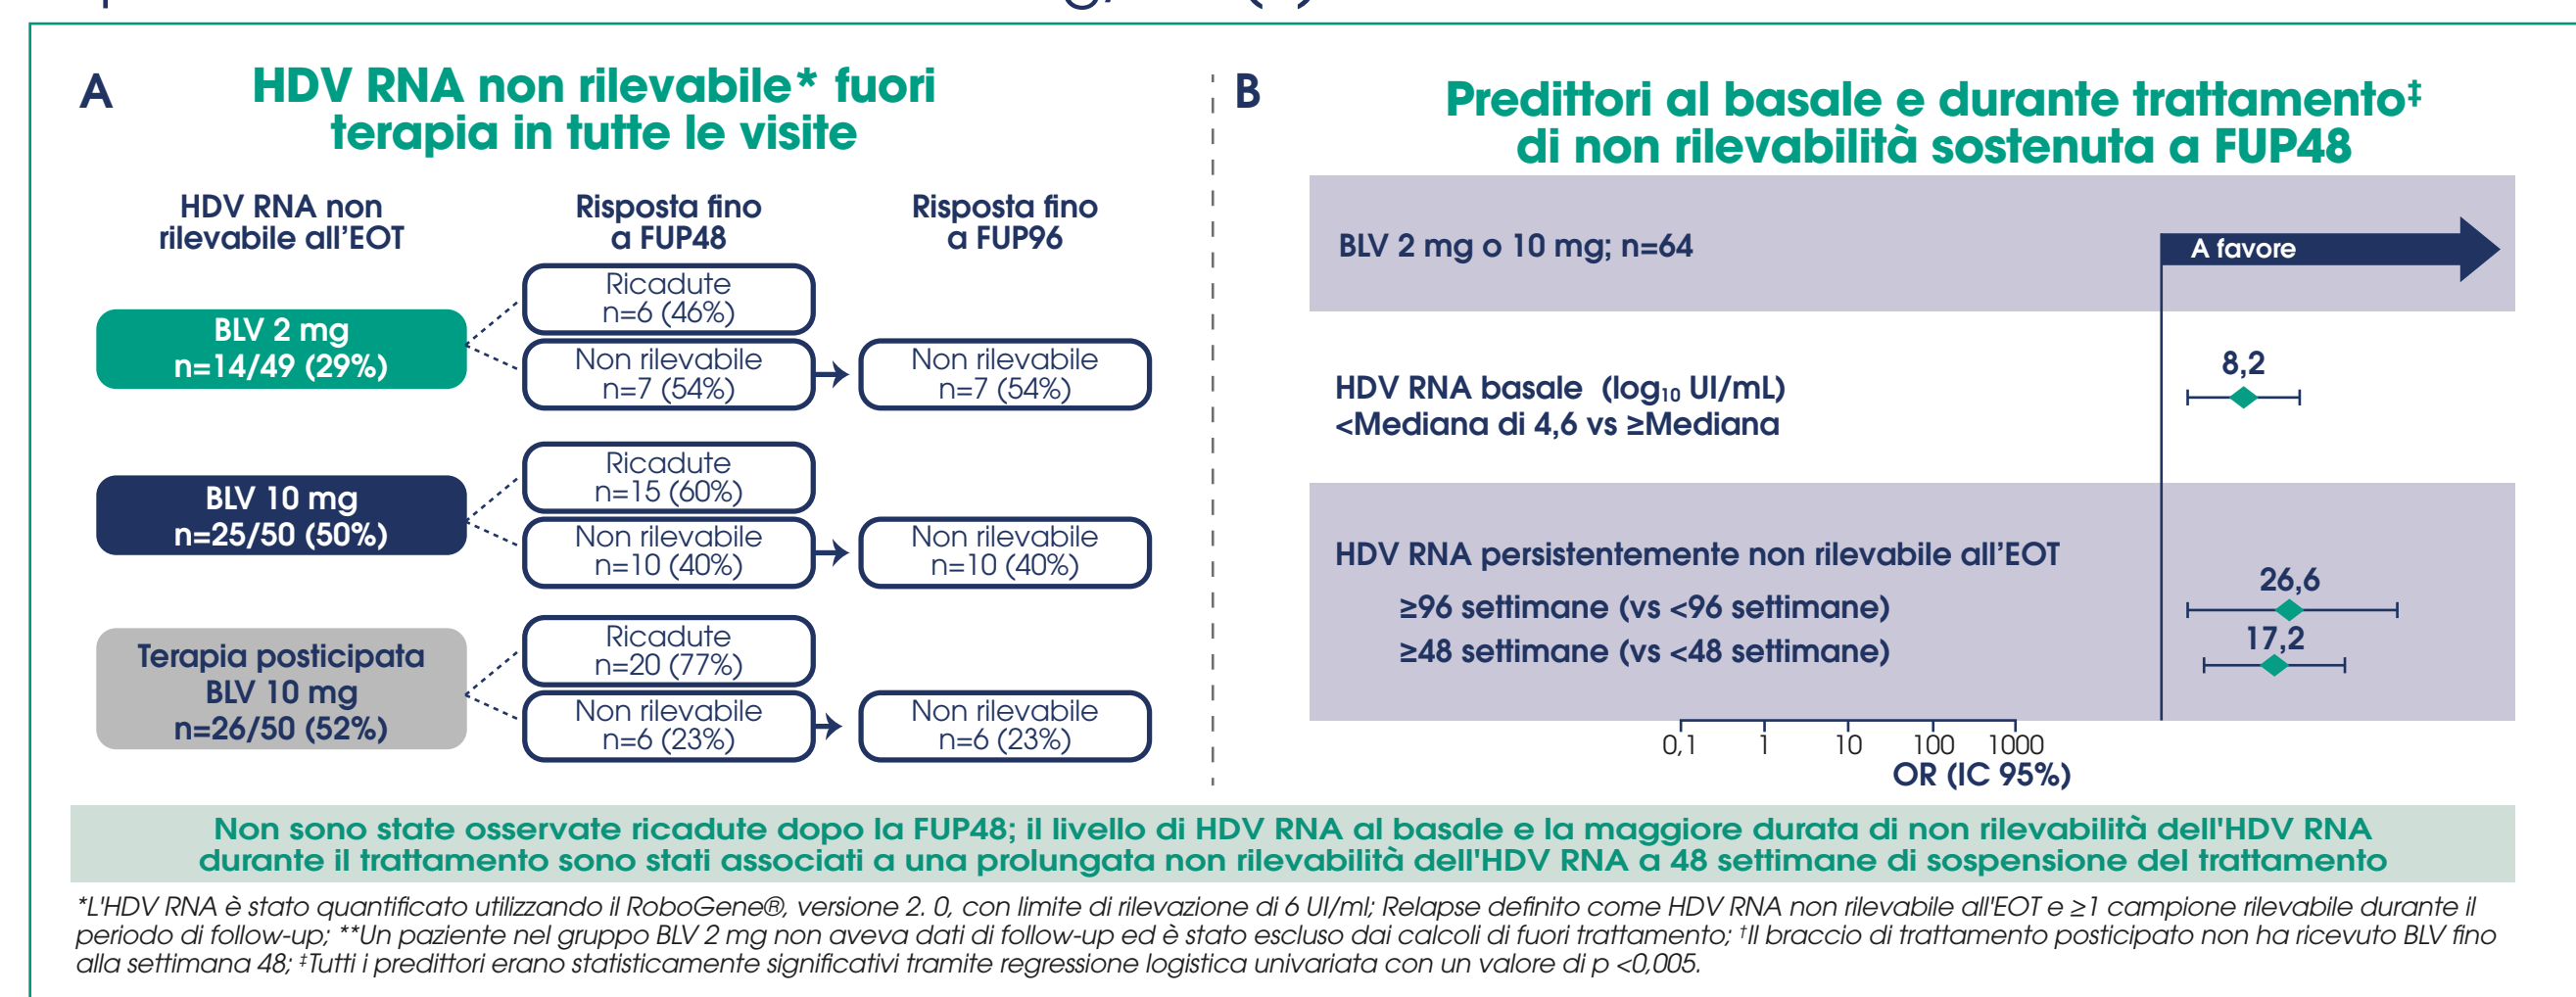 A
HDV RNA non rilevabile* fuori
terapia in tutte le visite
HDV RNA non
rilevabile all’EOT
Risposta fino
a FUP48
Risposta fino
a FUP96
BLV 2 mg
n=14/49 (29%)
Ricadute
n=6 (46%)
Non rilevabile
n=7 (54%)
Non rilevabile
n=7 (54%)
BLV 10 mg
n=25/50 (50%)
Ricadute
n=15 (60%)
Non rilevabile
n=10 (40%)
Non rilevabile
n=10 (40%)
Terapia posticipata
BLV 10 mg
n=26/50 (52%)
Ricadute
n=20 (77%)
Non rilevabile
n=6 (23%)
Non rilevabile
n=6 (23%)
B
Predittori al basale e durante trattamento‡
di non rilevabilità sostenuta a FUP48
BLV 2 mg o 10 mg; n=64
A favore
HDV RNA basale (log₁₀ UI/mL)
<Mediana di 4,6 vs ≥Mediana
8,2
HDV RNA persistentemente non rilevabile all’EOT
≥96 settimane (vs <96 settimane)
26,6
≥48 settimane (vs <48 settimane)
17,2
0,1 1 10 100 1000
OR (IC 95%)
Non sono state osservate ricadute dopo la FUP48; il livello di HDV RNA al basale e la maggiore durata di non rilevabilità dell'HDV RNA
durante il trattamento sono stati associati a una prolungata non rilevabilità dell'HDV RNA a 48 settimane di sospensione del trattamento
*L'HDV RNA è stato quantificato utilizzando il RoboGene®, versione 2. 0, con limite di rilevazione di 6 UI/ml; Relapse definito come HDV RNA non rilevabile all'EOT e ≥1 campione rilevabile durante il
periodo di follow-up; **Un paziente nel gruppo BLV 2 mg non aveva dati di follow-up ed è stato escluso dai calcoli di fuori trattamento; †Il braccio di trattamento posticipato non ha ricevuto BLV fino
alla settimana 48; ‡Tutti i predittori erano statisticamente significativi tramite regressione logistica univariata con un valore di p <0,005.